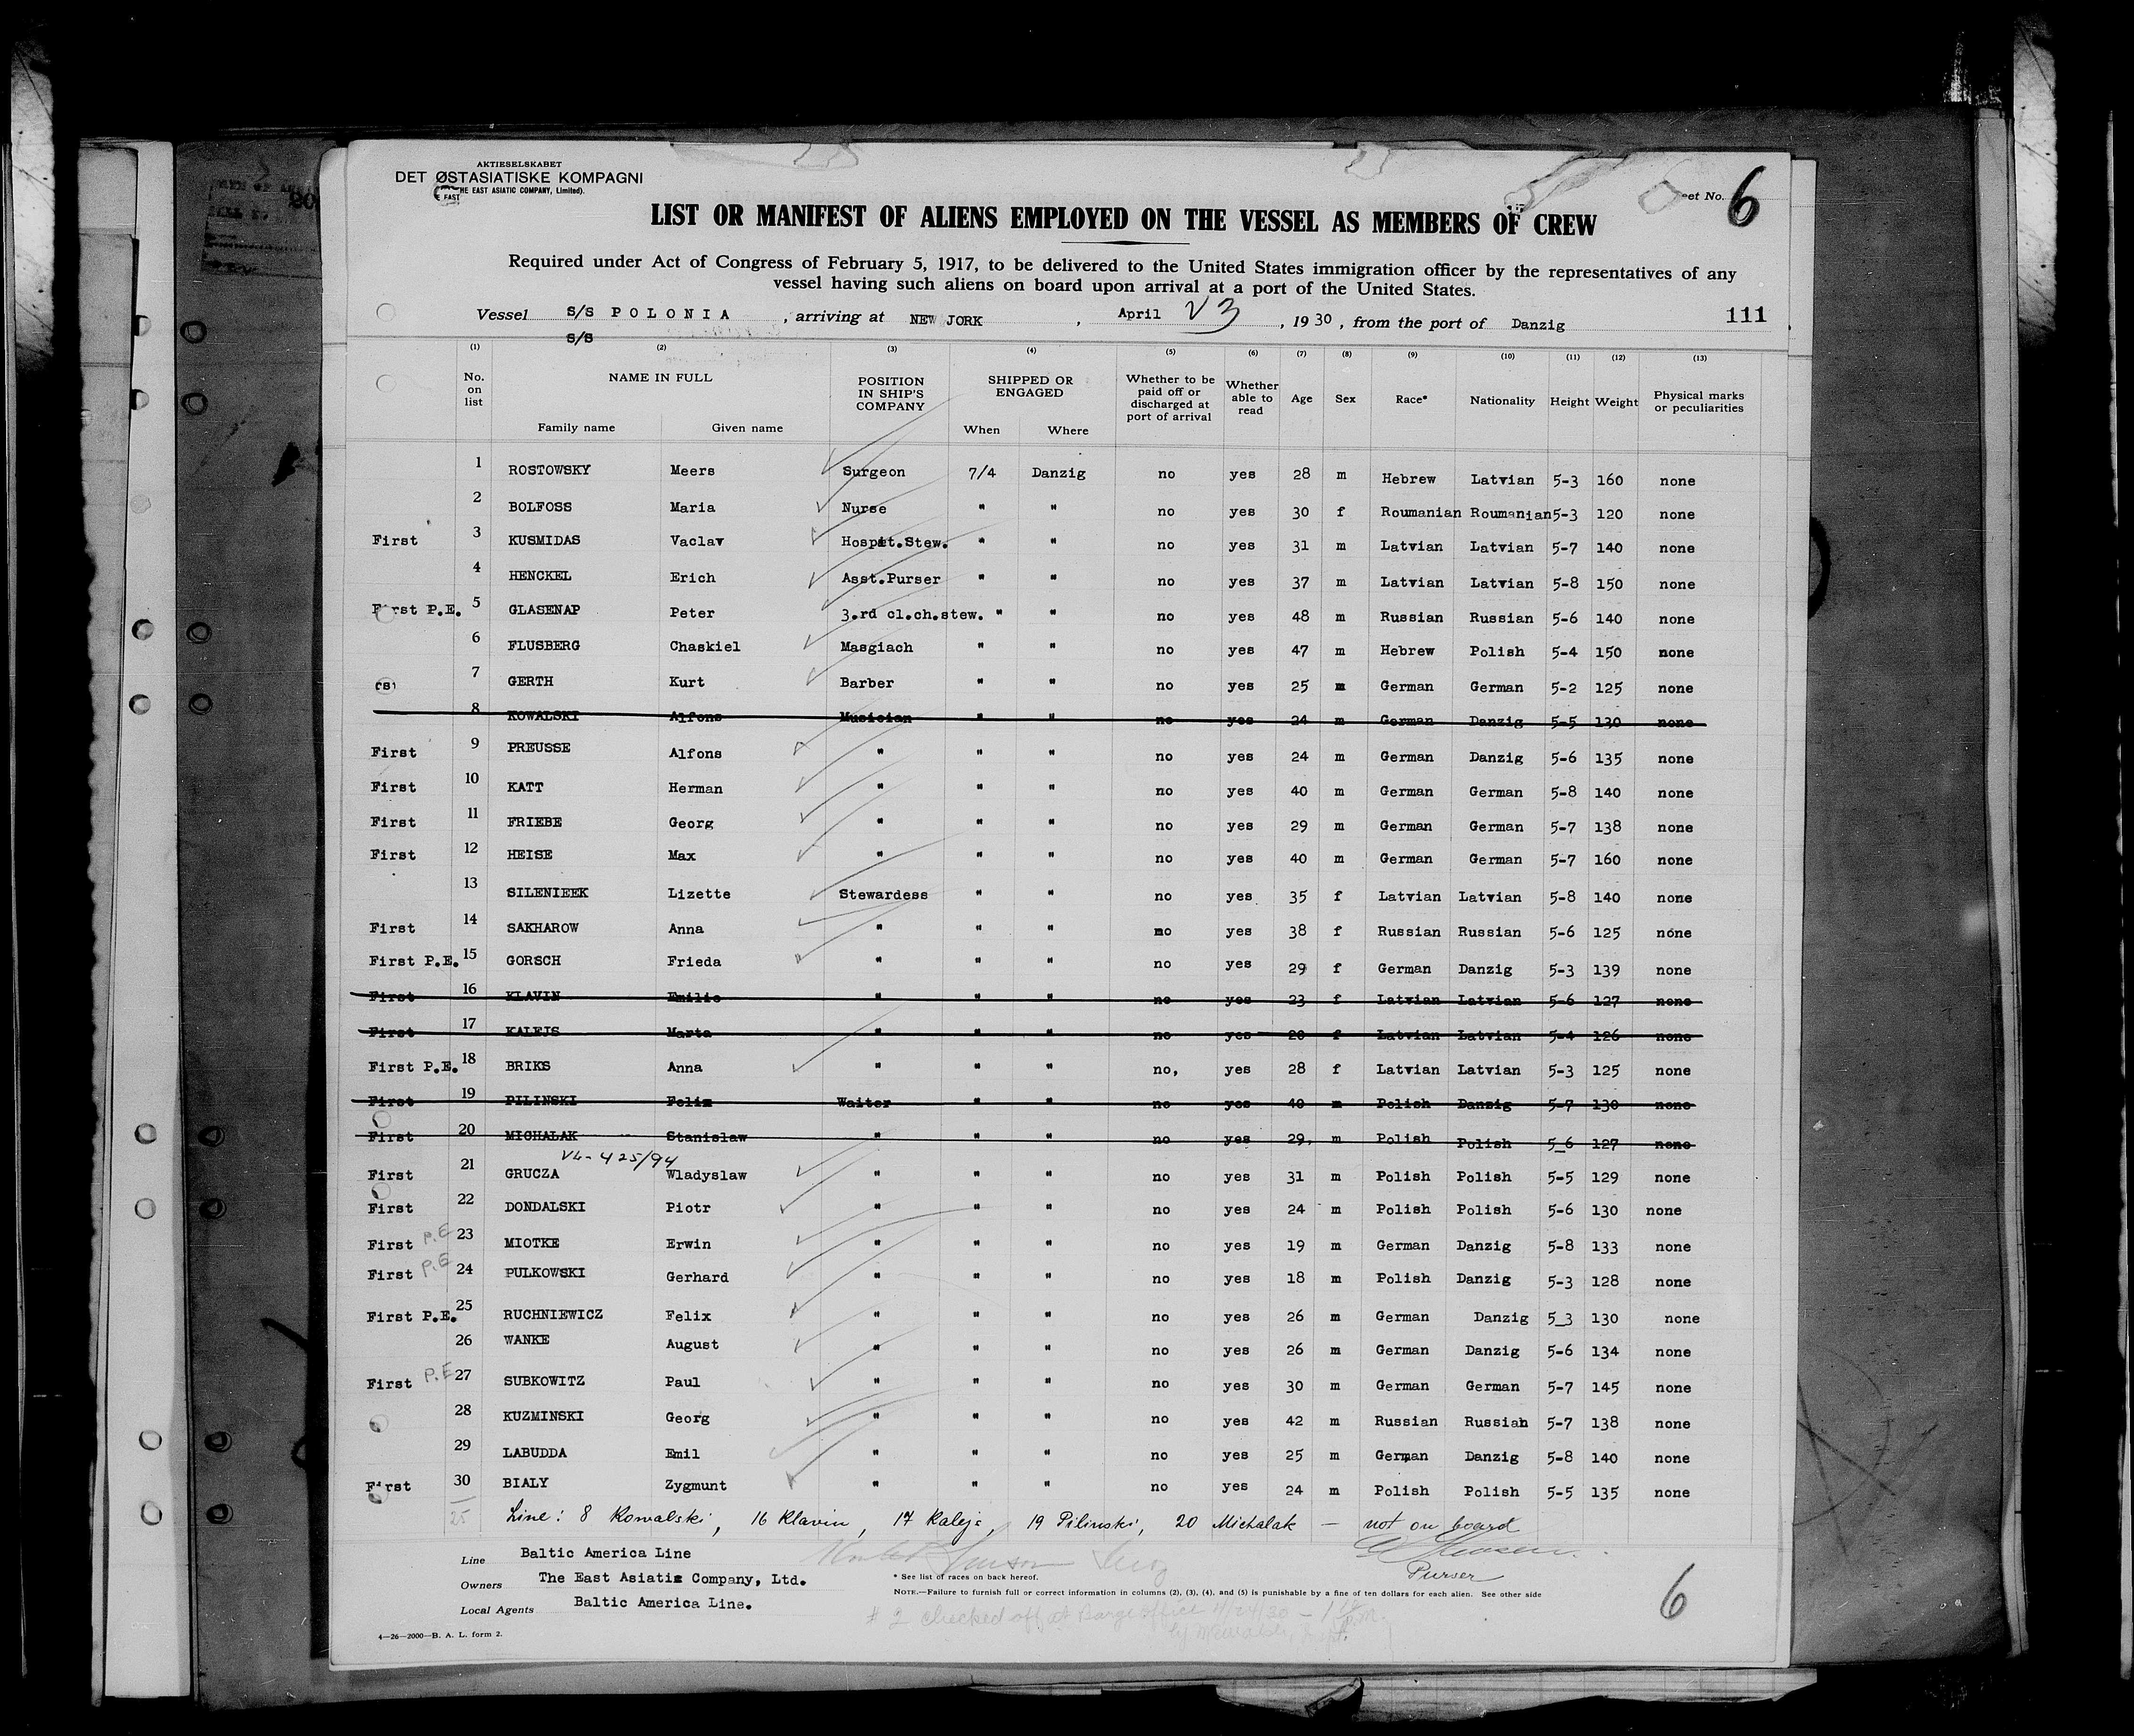 AKTIESELSKABET
DET ØSTASIATISKE KOMPAGNI
HE EAST ASIATIC COMPANY, Limited).
EAST
eet No. 6
LIST OR MANIFEST OF ALIENS EMPLOYED ON THE VESSEL AS MEMBERS OF CREW
Required under Act of Congress of February 5, 1917, to be delivered to the United States immigration officer by the representatives of any
vessel having such aliens on board upon arrival at a port of the United States.
Vessel S/S POLONIA , arriving at NEW JORK , April 23 , 1930 , from the port of Danzig 111
S/S
(1) (2) (3) (4) (5) (6) (7) (8) (9) (10) (11) (12) (13)
No. on list NAME IN FULL POSITION IN SHIP'S COMPANY SHIPPED OR ENGAGED Whether to be paid off or discharged at port of arrival Whether able to read Age Sex Race* Nationality Height Weight Physical marks or peculiarities
Family name Given name When Where
1 ROSTOWSKY Meers Surgeon 7/4 Danzig no yes 28 m Hebrew Latvian 5-3 160 none
2 BOLFOSS Maria Nurse " " no yes 30 f Roumanian Roumanian 5-3 120 none
First 3 KUSMIDAS Vaclav Hospit.Stew. " " no yes 31 m Latvian Latvian 5-7 140 none
4 HENCKEL Erich Asst.Purser " " no yes 37 m Latvian Latvian 5-8 150 none
First P.E. 5 GLASENAP Peter 3.rd cl.ch.stew. " " no yes 48 m Russian Russian 5-6 140 none
6 FLUSBERG Chaskiel Masgiach " " no yes 47 m Hebrew Polish 5-4 150 none
7 GERTH Kurt Barber " " no yes 25 m German German 5-2 125 none
8 KOWALSKI Alfons Musician " " no yes 24 m German Danzig 5-5 130 none
First 9 PREUSSE Alfons " " " no yes 24 m German Danzig 5-6 135 none
First 10 KATT Herman " " " no yes 40 m German German 5-8 140 none
First 11 FRIEBE Georg " " " no yes 29 m German German 5-7 138 none
First 12 HEISE Max " " " no yes 40 m German German 5-7 160 none
13 SILENIEEK Lizette Stewardess " " no yes 35 f Latvian Latvian 5-8 140 none
First 14 SAKHAROW Anna " " " no yes 38 f Russian Russian 5-6 125 none
First P.E. 15 GORSCH Frieda " " " no yes 29 f German Danzig 5-3 139 none
First 16 KLAVIN Emilie " " " no yes 23 f Latvian Latvian 5-6 127 none
First 17 KALEJS Marta " " " no yes 20 f Latvian Latvian 5-4 126 none
First P.E. 18 BRIKS Anna " " " no, yes 28 f Latvian Latvian 5-3 125 none
First 19 PILINSKI Felix Waiter " " no yes 40 m Polish Danzig 5-7 130 none
First 20 MICHALAK Stanislaw " " " no yes 29, m Polish Polish 5_6 127 none
VL-425/94
First 21 GRUCZA Wladyslaw " " " no yes 31 m Polish Polish 5-5 129 none
First 22 DONDALSKI Piotr " " " no yes 24 m Polish Polish 5-6 130 none
First P.E 23 MIOTKE Erwin " " " no yes 19 m German Danzig 5-8 133 none
First P.E 24 PULKOWSKI Gerhard " " " no yes 18 m Polish Danzig 5-3 128 none
First P.E. 25 RUCHNIEWICZ Felix " " " no yes 26 m German Danzig 5_3 130 none
26 WANKE August " " " no yes 26 m German Danzig 5-6 134 none
First P.E 27 SUBKOWITZ Paul " " " no yes 30 m German German 5-7 145 none
28 KUZMINSKI Georg " " " no yes 42 m Russian Russian 5-7 138 none
29 LABUDDA Emil " " " no yes 25 m German Danzig 5-8 140 none
First 30 BIALY Zygmunt " " " no yes 24 m Polish Polish 5-5 135 none
25 Line: 8 Kowalski, 16 Klavin, 17 Kalejs, 19 Pilinski, 20 Michalak — not on board
Purser
Line Baltic America Line
Owners The East Asiatic Company, Ltd.
Local Agents Baltic America Line.
* See list of races on back hereof.
NOTE.—Failure to furnish full or correct information in columns (2), (3), (4), and (5) is punishable by a fine of ten dollars for each alien. See other side
# 2 checked off at Barge Office 4/24/30 – 1
6
4—26—2000—B. A. L. form 2.